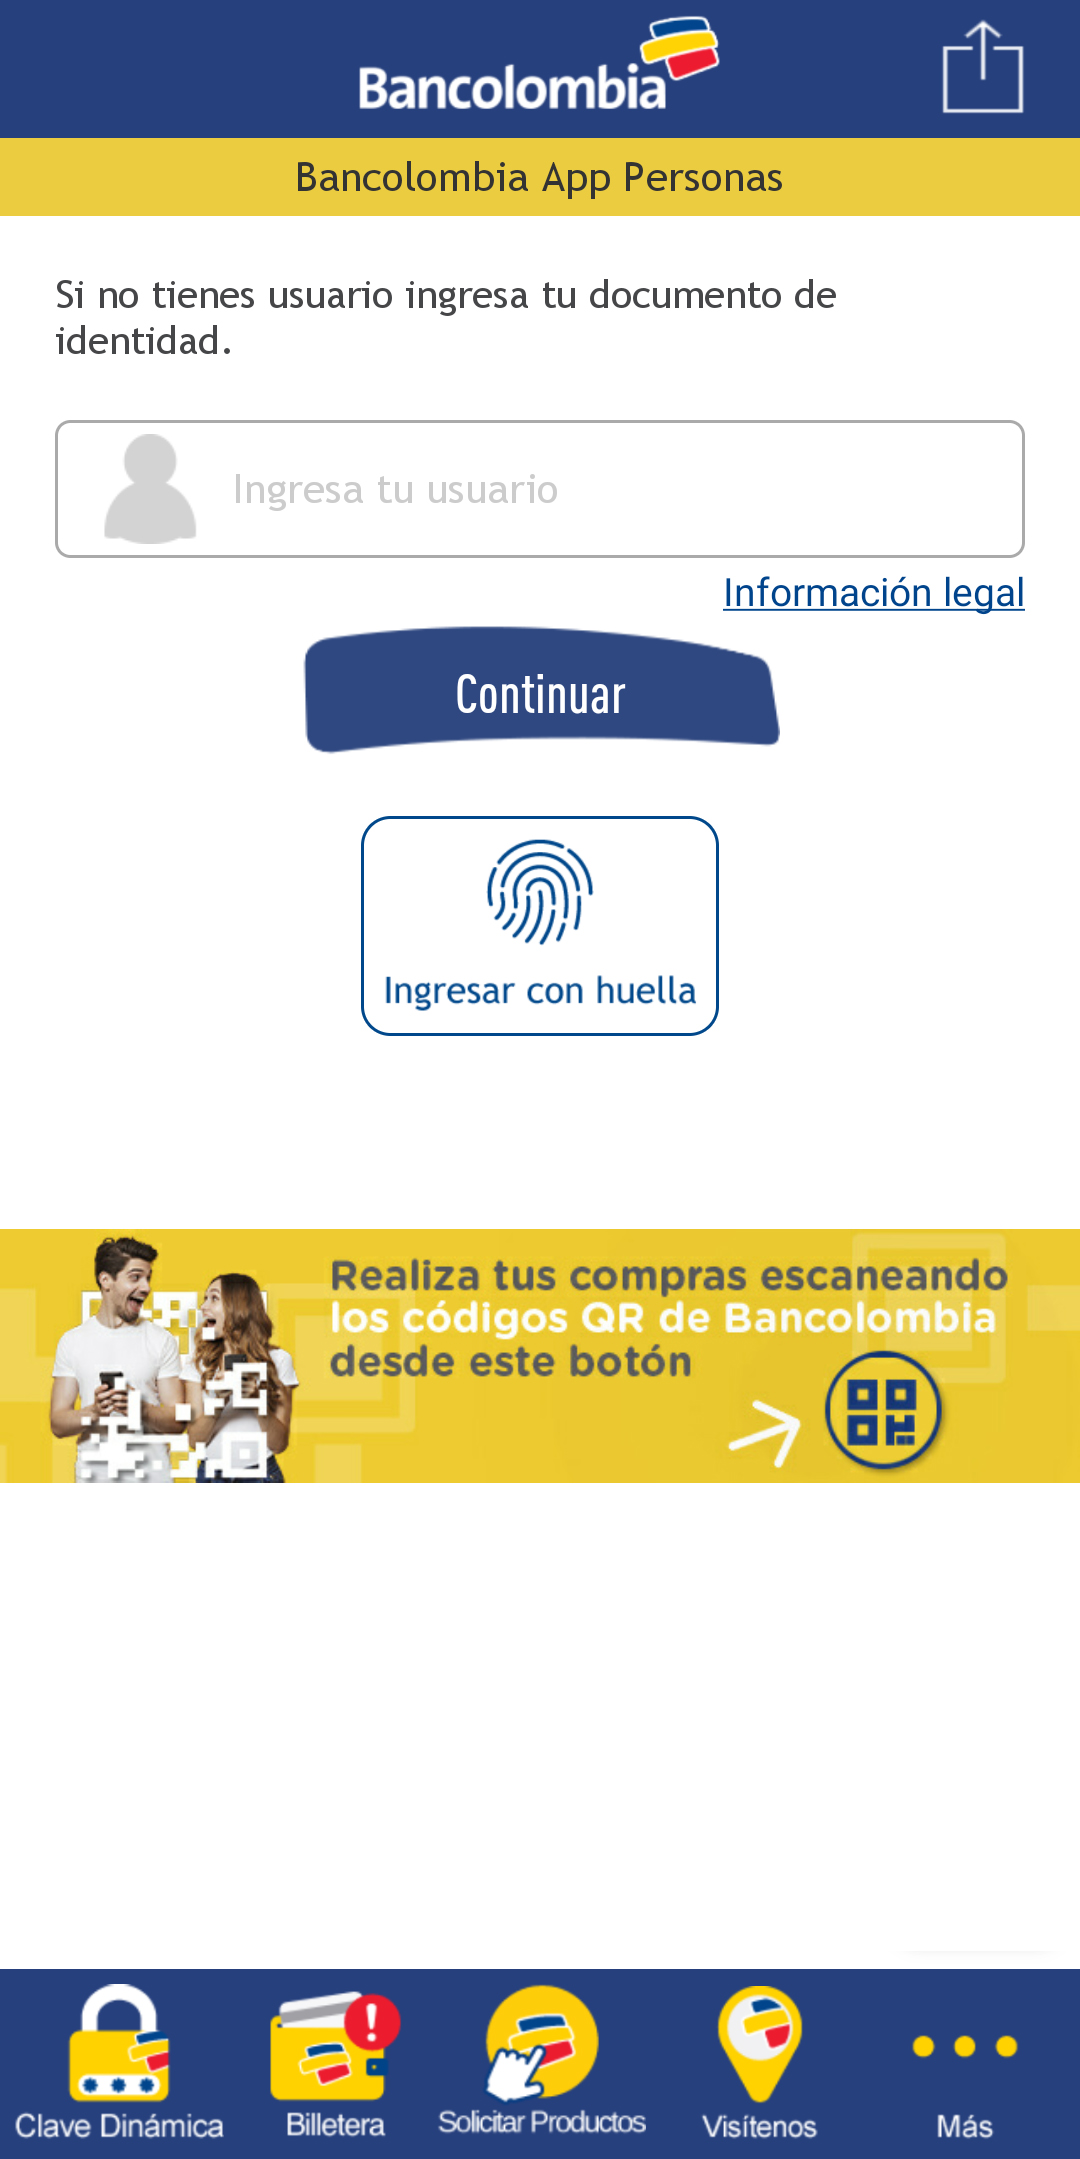 Bancolombia
Bancolombia App Personas
Si no tienes usuario ingresa tu documento de
identidad.
Ingresa tu usuario
Información legal
Continuar
Ingresar con huella
Realiza tus compras escaneando
los códigos QR de Bancolombia
desde este botón
Clave Dinámica
Billetera
Solicitar Productos
Visítenos
Más